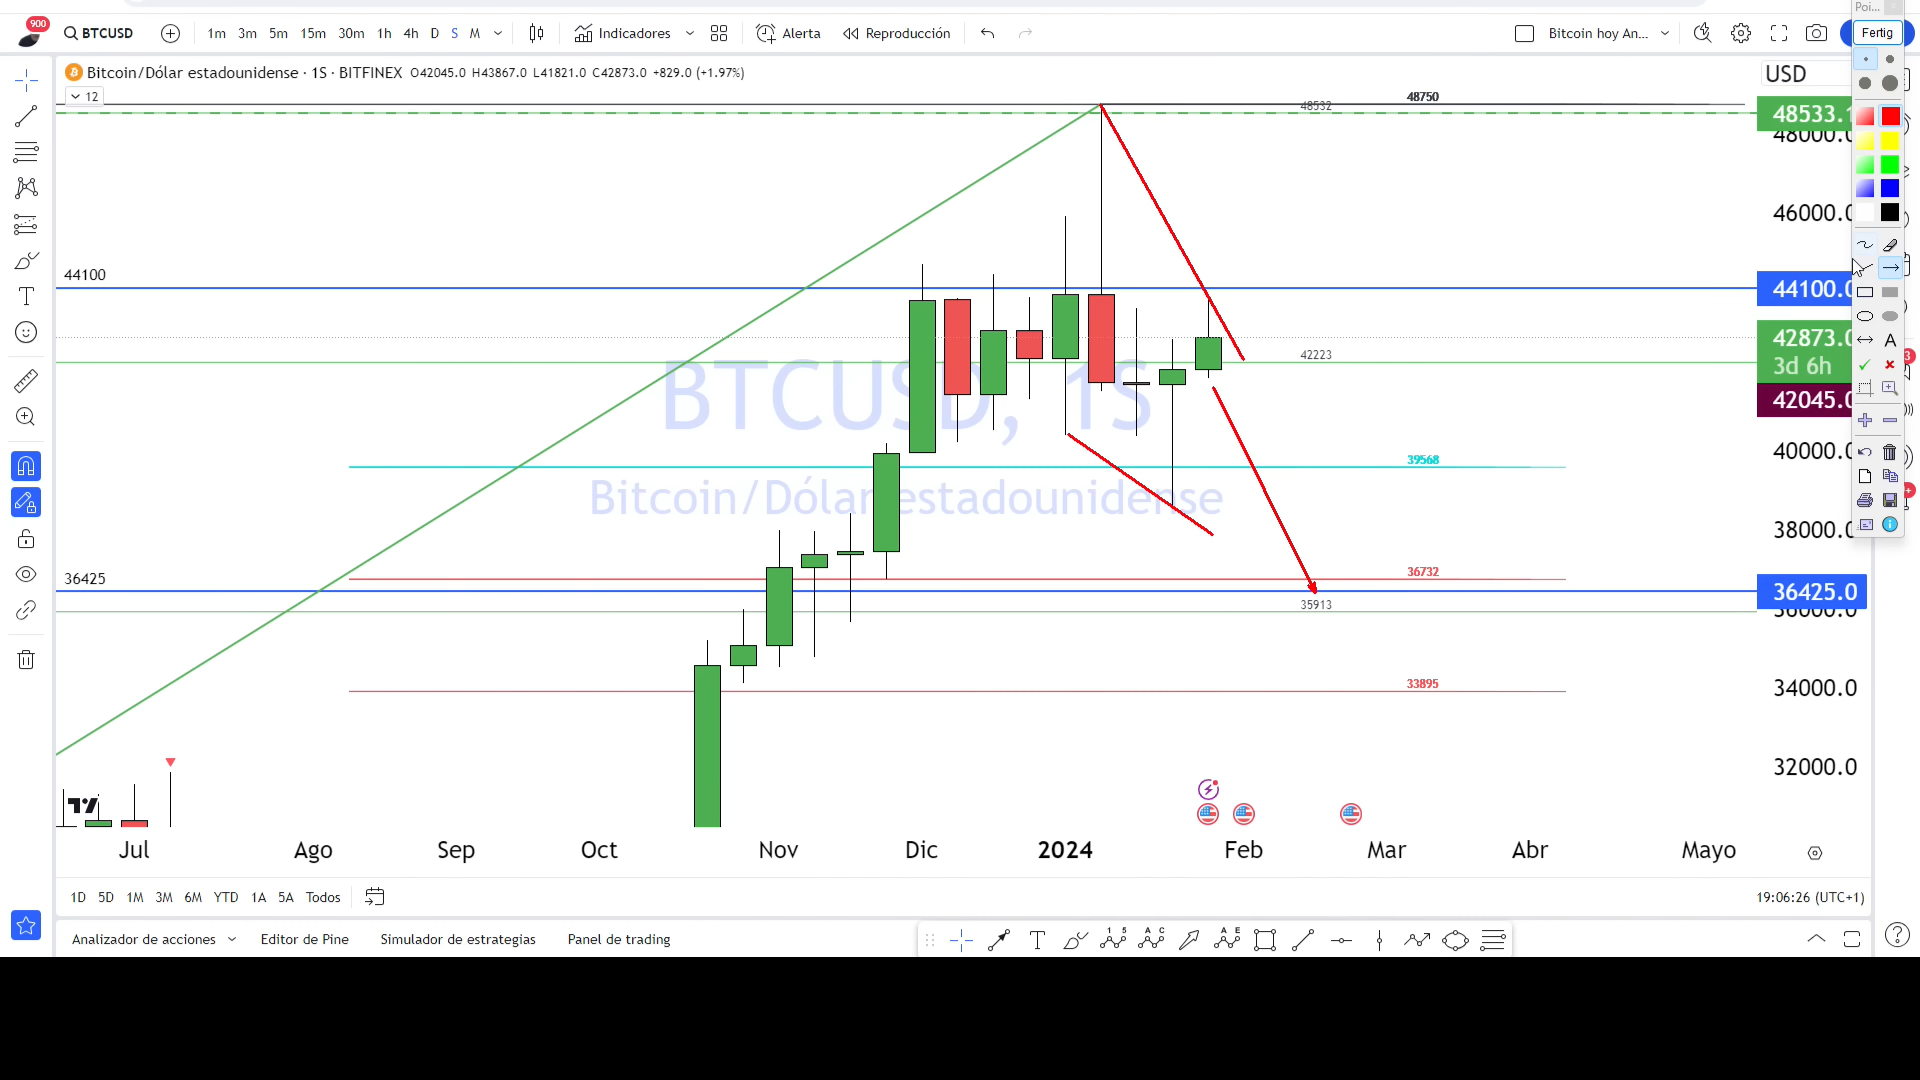 Poi...
900
BTCUSD
1m 3m 5m 15m 30m 1h 4h D S M
Indicadores
Alerta
Reproducción
Bitcoin hoy An...
Fertig
Bitcoin/Dólar estadounidense · 1S · BITFINEX O42045.0 H43867.0 L41821.0 C42873.0 +829.0 (+1.97%)
USD
12
48750
48532
48533.1
48000.0
46000.0
44100
44100.0
42873.0
3d 6h
42223
42045.0
BTCUSD, 1S
Bitcoin/Dólar estadounidense
40000.0
39568
38000.0
36732
36425
36425.0
35913
36000.0
33895
34000.0
32000.0
Jul Ago Sep Oct Nov Dic 2024 Feb Mar Abr Mayo
1D 5D 1M 3M 6M YTD 1A 5A Todos
19:06:26 (UTC+1)
Analizador de acciones
Editor de Pine
Simulador de estrategias
Panel de trading